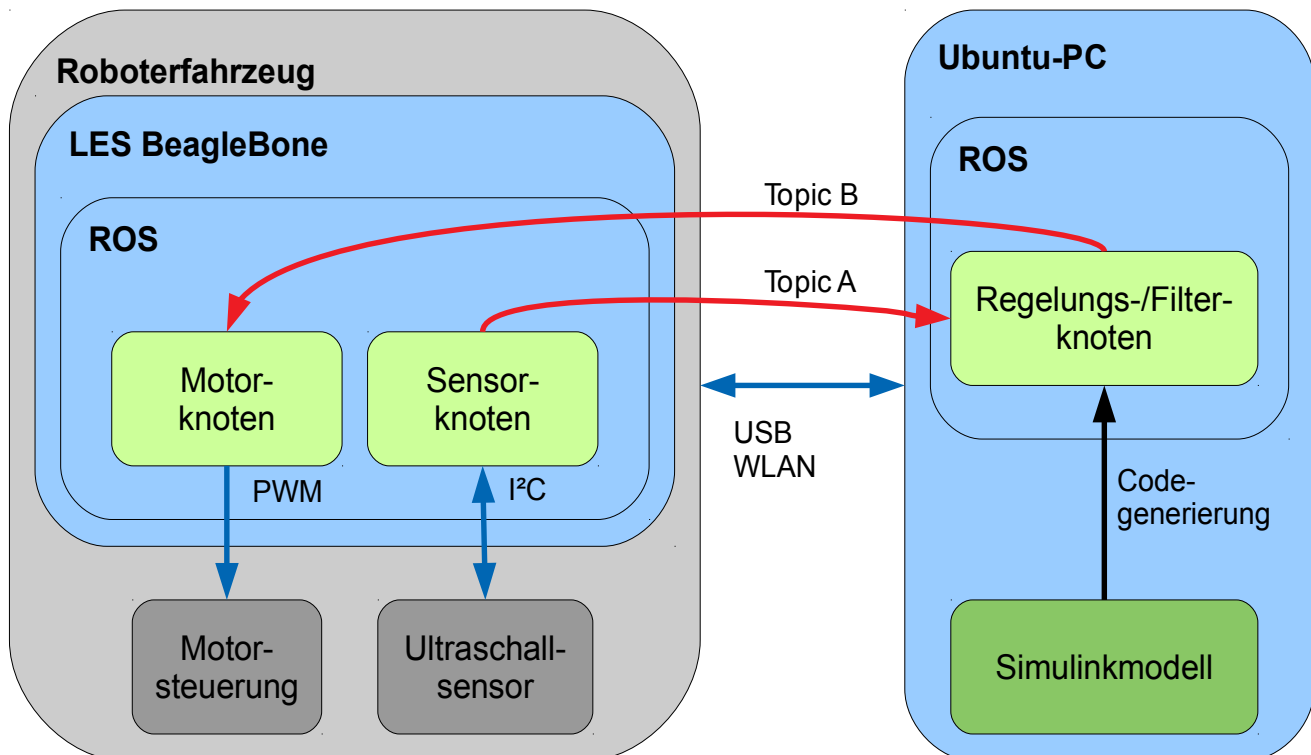 Roboterfahrzeug
LES BeagleBone
ROS
Motor-
knoten
Sensor-
knoten
PWM
I²C
Motor-
steuerung
Ultraschall-
sensor
Topic B
Topic A
USB
WLAN
Ubuntu-PC
ROS
Regelungs-/Filter-
knoten
Code-
generierung
Simulinkmodell